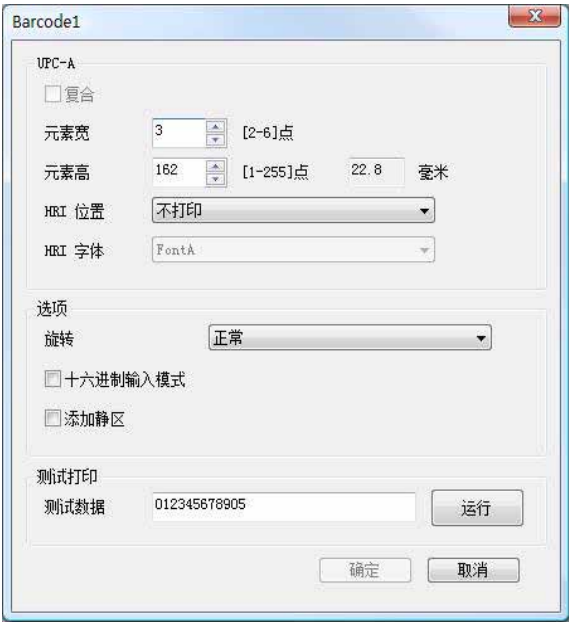 Barcode1
UPC-A
复合
元素宽 3 [2-6]点
元素高 162 [1-255]点 22.8 毫米
HRI 位置 不打印
HRI 字体 FontA
选项
旋转 正常
十六进制输入模式
添加静区
测试打印
测试数据 012345678905 运行
确定 取消